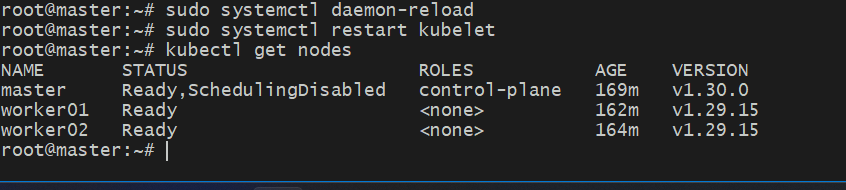 root@master:~# sudo systemctl daemon-reload
root@master:~# sudo systemctl restart kubelet
root@master:~# kubectl get nodes
NAME       STATUS                     ROLES           AGE    VERSION
master     Ready,SchedulingDisabled   control-plane   169m   v1.30.0
worker01   Ready                      <none>          162m   v1.29.15
worker02   Ready                      <none>          164m   v1.29.15
root@master:~#